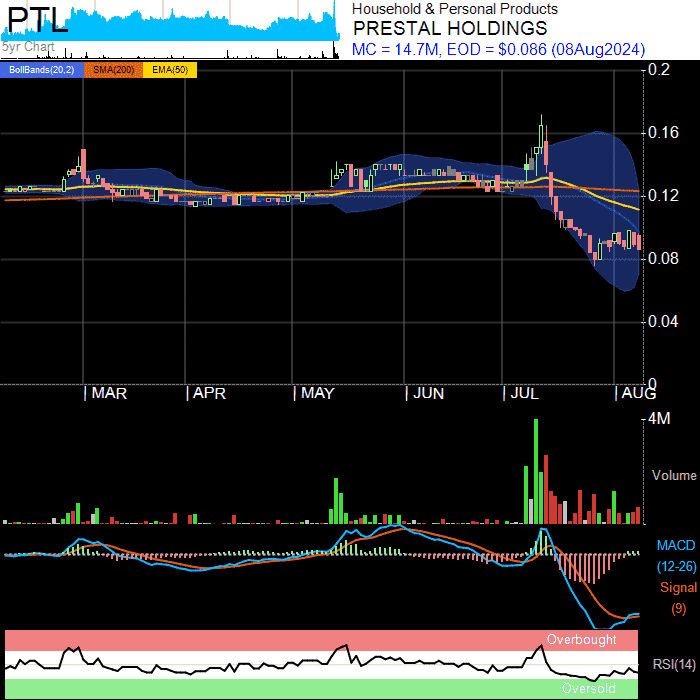 PTL
5yr Chart
Household & Personal Products
PRESTAL HOLDINGS
MC = 14.7M, EOD = $0.086 (08Aug2024)
BollBands(20,2) SMA(200) EMA(50)
0.2
0.16
0.12
0.08
0.04
0
| MAR | APR | MAY | JUN | JUL | AUG
4M
Volume
MACD
(12-26)
Signal
(9)
Overbought
RSI(14)
Oversold